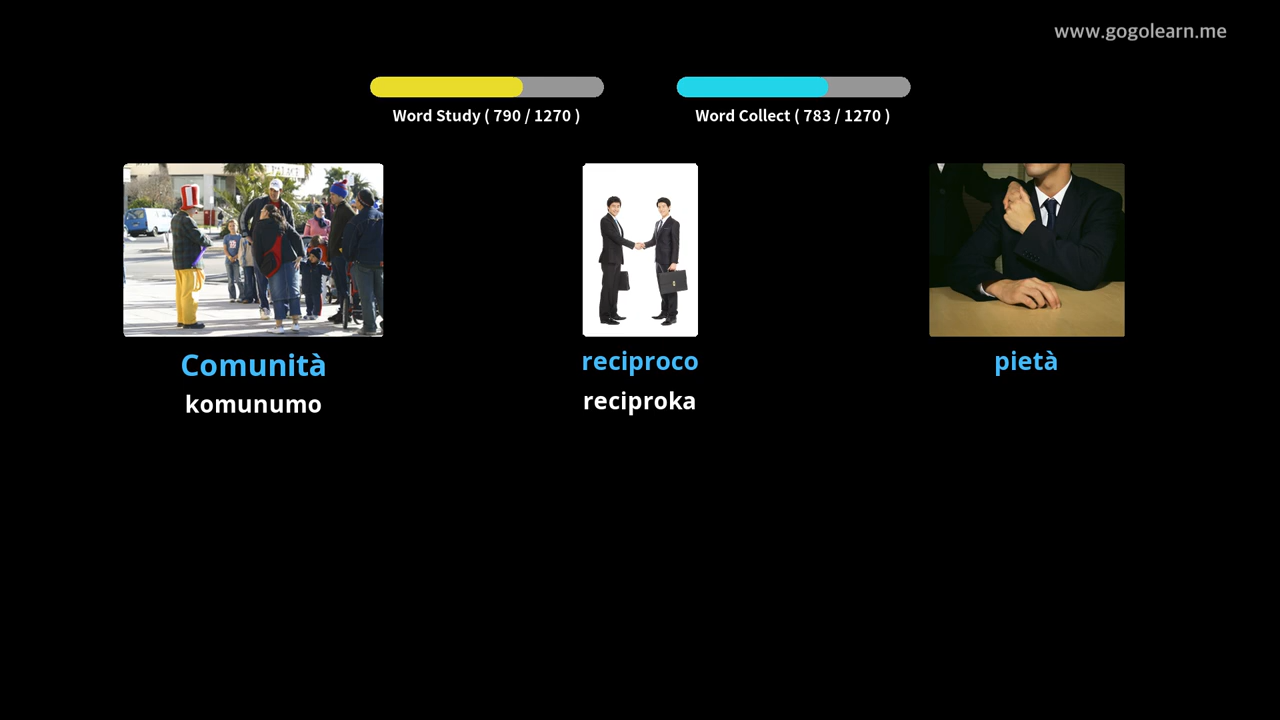 www.gogolearn.me
Word Study ( 790 / 1270 )
Word Collect ( 783 / 1270 )
Comunità
komunumo
reciproco
reciproka
pietà